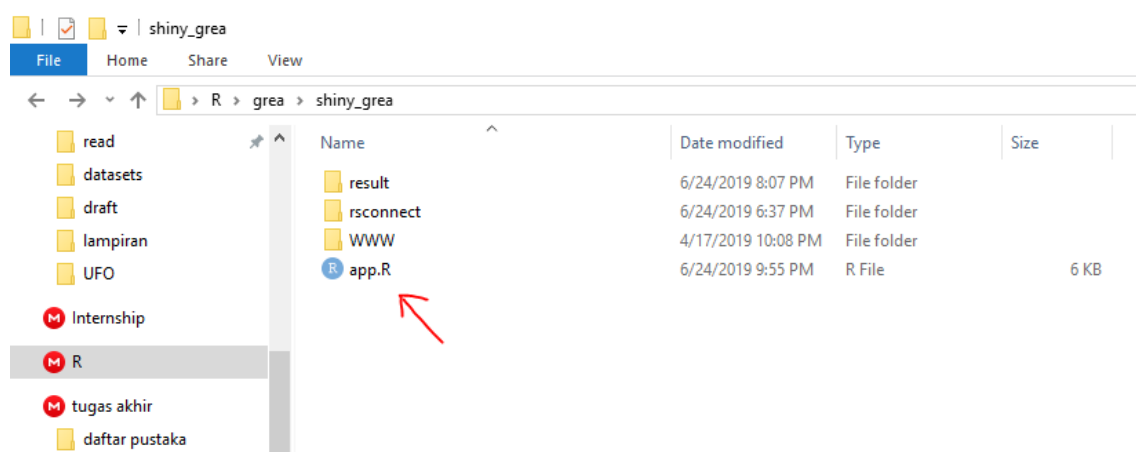 shiny_grea
File Home Share View
R > grea > shiny_grea
read
datasets
draft
lampiran
UFO
M Internship
M R
M tugas akhir
daftar pustaka
Name Date modified Type Size
result 6/24/2019 8:07 PM File folder
rsconnect 6/24/2019 6:37 PM File folder
WWW 4/17/2019 10:08 PM File folder
R app.R 6/24/2019 9:55 PM R File 6 KB